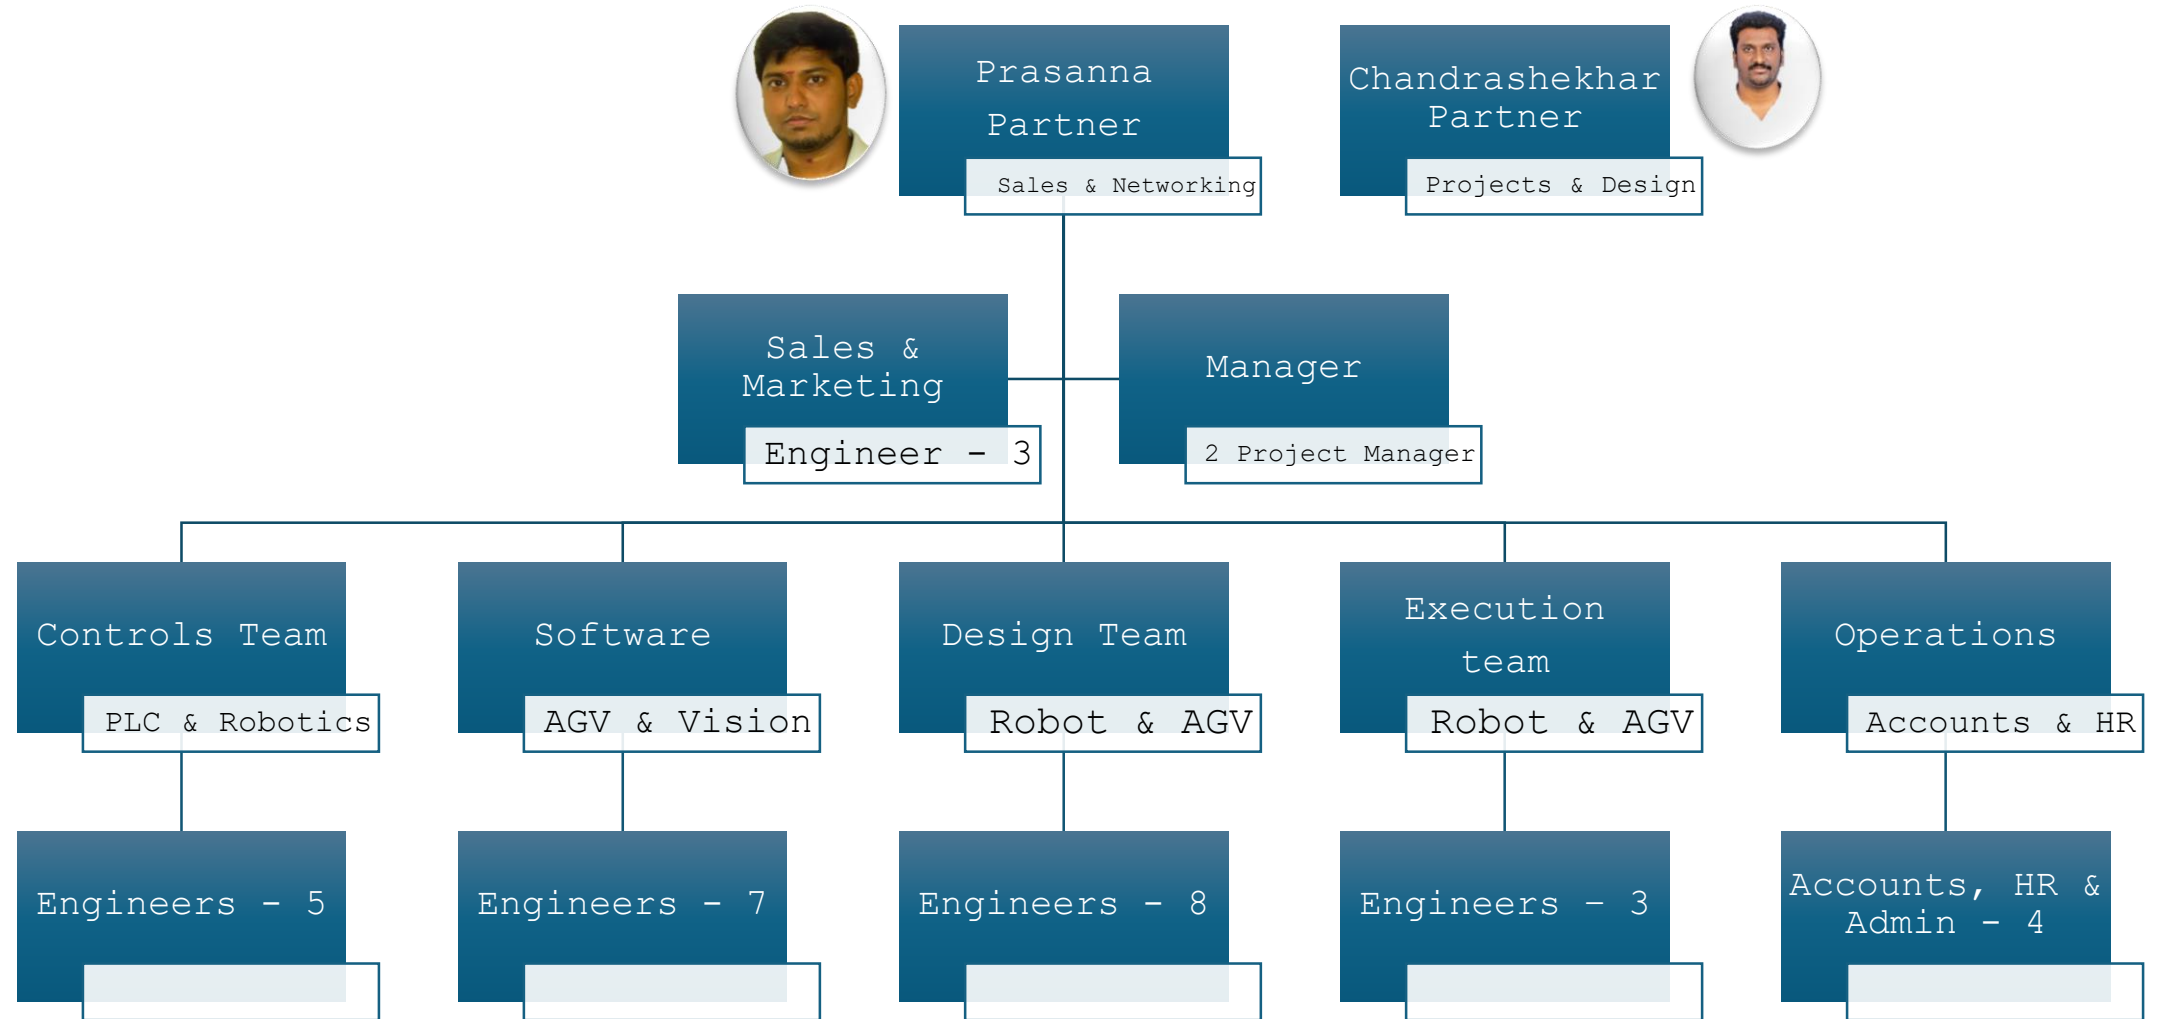 Prasanna
Partner
Sales & Networking
Chandrashekhar
Partner
Projects & Design
Sales &
Marketing
Engineer - 3
Manager
2 Project Manager
Controls Team
PLC & Robotics
Software
AGV & Vision
Design Team
Robot & AGV
Execution
team
Robot & AGV
Operations
Accounts & HR
Engineers - 5
Engineers - 7
Engineers - 8
Engineers – 3
Accounts, HR &
Admin - 4